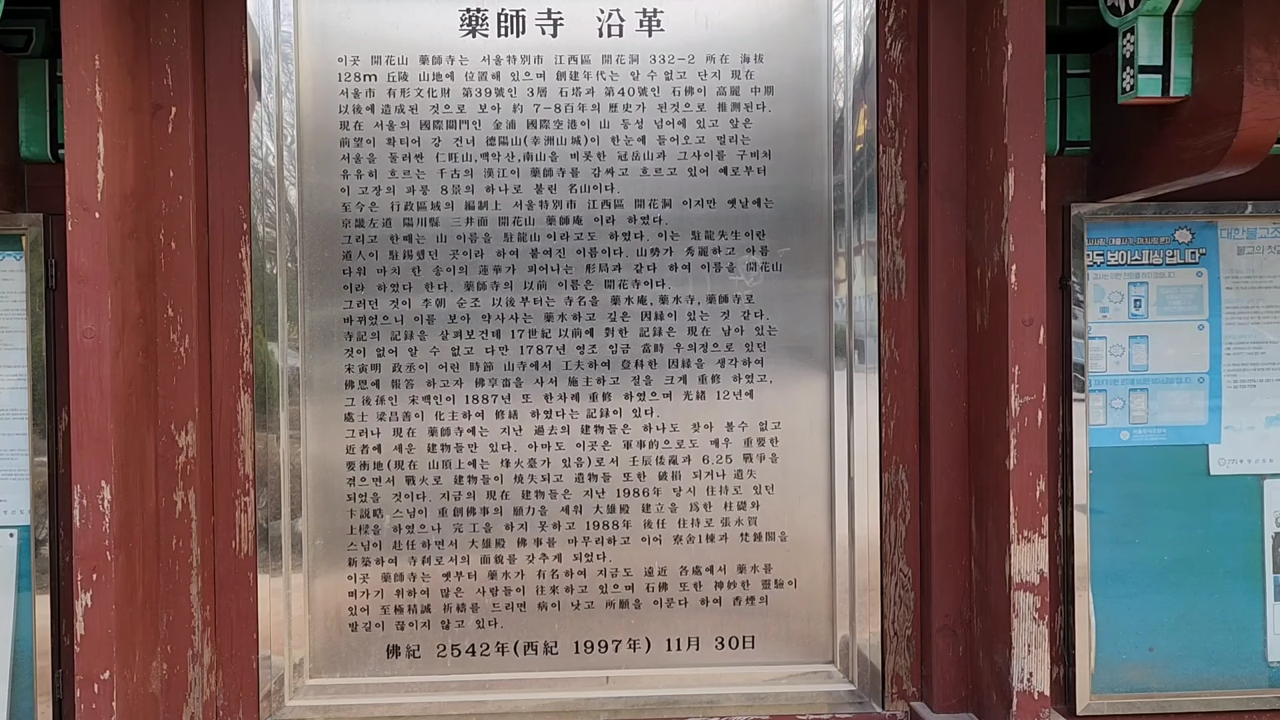 藥師寺 沿革
이곳 開花山 藥師寺는 서울特別市 江西區 開花洞 332-2 所在 海拔
128m 丘陵 山地에 位置해 있으며 創建年代는 알 수 없고 단지 現在
서울市 有形文化財 第39號인 3層 石塔과 第40號인 石佛이 高麗 中期
以後에 造成된 것으로 보아 約 7-8百年의 歷史가 된것으로 推測된다.
現在 서울의 國際關門인 金浦 國際空港이 山 등성 넘어에 있고 앞은
前望이 확티어 강 건너 德陽山(幸洲山城)이 한눈에 들어오고 멀리는
서울을 둘러싼 仁旺山,백악산,南山을 비롯한 冠岳山과 그사이를 구비쳐
유유히 흐르는 千古의 漢江이 藥師寺를 감싸고 흐르고 있어 예로부터
이 고장의 파릉 8景의 하나로 불린 名山이다.
至今은 行政區域의 編制上 서울特別市 江西區 開花洞 이지만 옛날에는
京畿左道 陽川縣 三井面 開花山 藥師庵 이라 하였다.
그리고 한때는 山 이름을 駐龍山이라고도 하였다. 이는 駐龍先生이란
道人이 駐錫했던 곳이라 하여 붙여진 이름이다. 山勢가 秀麗하고 아름
다워 마치 한 송이의 蓮華가 피어나는 形局과 같다 하여 이름을 開花山
이라 하였다 한다. 藥師寺의 以前 이름은 開花寺이다.
그러던 것이 李朝 순조 以後부터는 寺名을 藥水庵,藥水寺,藥師寺로
바뀌었으니 이를 보아 약사사는 藥水하고 깊은 因緣이 있는 것 같다.
寺記의 記錄을 살펴보건데 17世紀 以前에 對한 記錄은 現在 남아 있는
것이 없어 알 수 없고 다만 1787년 영조 임금 當時 우의정으로 있던
宋寅明 政丞이 어린 時節 山寺에서 工夫하여 登科한 因緣을 생각하여
佛恩에 報答 하고자 佛享畓을 사서 施主하고 절을 크게 重修 하였고,
그 後孫인 宋백인이 1887년 또 한차례 重修 하였으며 光緖 12년에
處士 梁昌善이 化主하여 修繕 하였다는 記錄이 있다.
그러나 現在 藥師寺에는 지난 過去의 建物들은 하나도 찾아 볼수 없고
近者에 세운 建物들만 있다. 아마도 이곳은 軍事的으로도 매우 重要한
要衝地(現在 山頂上에는 烽火臺가 있음)로서 壬辰倭亂과 6.25 戰爭을
겪으면서 戰火로 建物들이 燒失되고 遺物들 또한 破損 되거나 遺失
되었을 것이다. 지금의 現在 建物들은 지난 1986年 당시 住持로 있던
卞説晧 스님이 重創佛事의 願力을 세워 大雄殿 建立을 爲한 柱礎와
上樑을 하였으나 完工을 하지 못하고 1988年 後任 住持로 張永賀
스님이 赴任하면서 大雄殿 佛事를 마무리하고 이어 寮舍1棟과 梵鍾閣을
新築하여 寺刹로서의 面貌를 갖추게 되었다.
이곳 藥師寺는 옛부터 藥水가 有名하여 지금도 遠近 各處에서 藥水를
떠가기 위하여 많은 사람들이 往來하고 있으며 石佛 또한 神妙한 靈驗이
있어 至極精誠 祈禱를 드리면 病이 낫고 所願을 이룬다 하여 香煙의
발길이 끊이지 않고 있다.
佛紀 2542年(西紀 1997年) 11月 30日
모두 보이스피싱 입니다"
대한불교조
불교의 첫